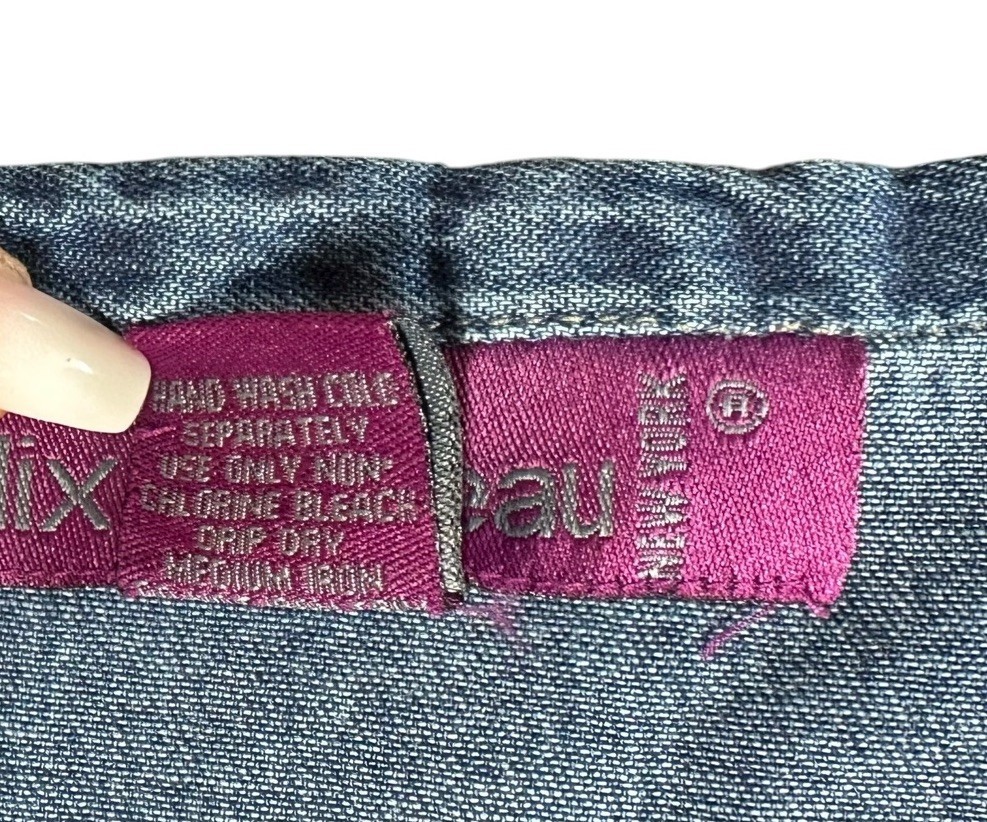 HAND WASH COLD
SEPARATELY
USE ONLY NON-
CHLORINE BLEACH
DRIP DRY
MEDIUM IRON
lix
eau
NEW YORK
®